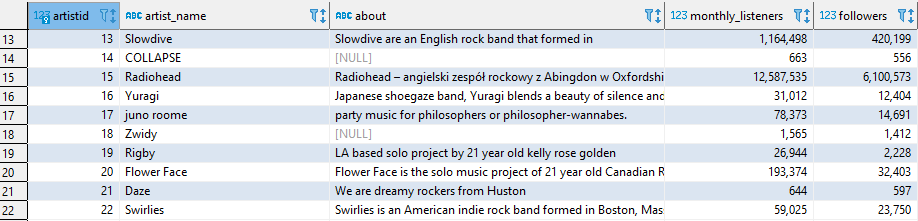 123 artistid ABC artist_name ABC about 123 monthly_listeners 123 followers
13 13 Slowdive Slowdive are an English rock band that formed in 1,164,498 420,199
14 14 COLLAPSE [NULL] 663 556
15 15 Radiohead Radiohead – angielski zespół rockowy z Abingdon w Oxfordshi 12,587,535 6,100,573
16 16 Yuragi Japanese shoegaze band, Yuragi blends a beauty of silence and 31,012 12,404
17 17 juno roome party music for philosophers or philosopher-wannabes. 78,373 14,691
18 18 Zwidy [NULL] 1,565 1,412
19 19 Rigby LA based solo project by 21 year old kelly rose golden 26,944 2,228
20 20 Flower Face Flower Face is the solo music project of 21 year old Canadian R 193,374 32,403
21 21 Daze We are dreamy rockers from Huston 644 597
22 22 Swirlies Swirlies is an American indie rock band formed in Boston, Mas 59,025 23,750